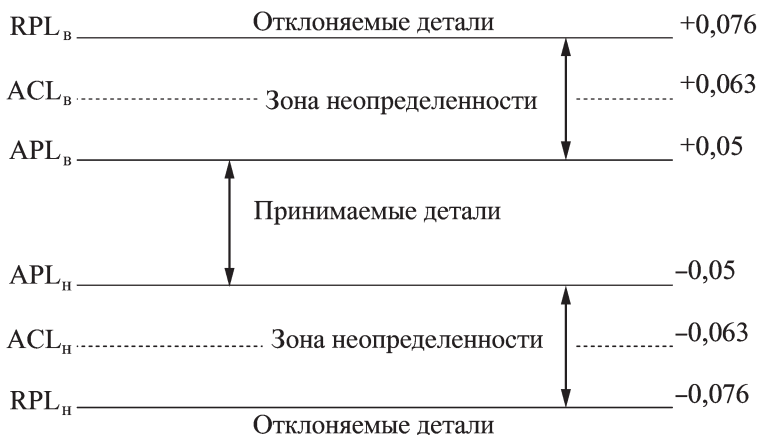 RPLв Отклоняемые детали +0,076
ACLв Зона неопределенности +0,063
APLв +0,05
Принимаемые детали
APLн –0,05
ACLн Зона неопределенности –0,063
RPLн –0,076
Отклоняемые детали